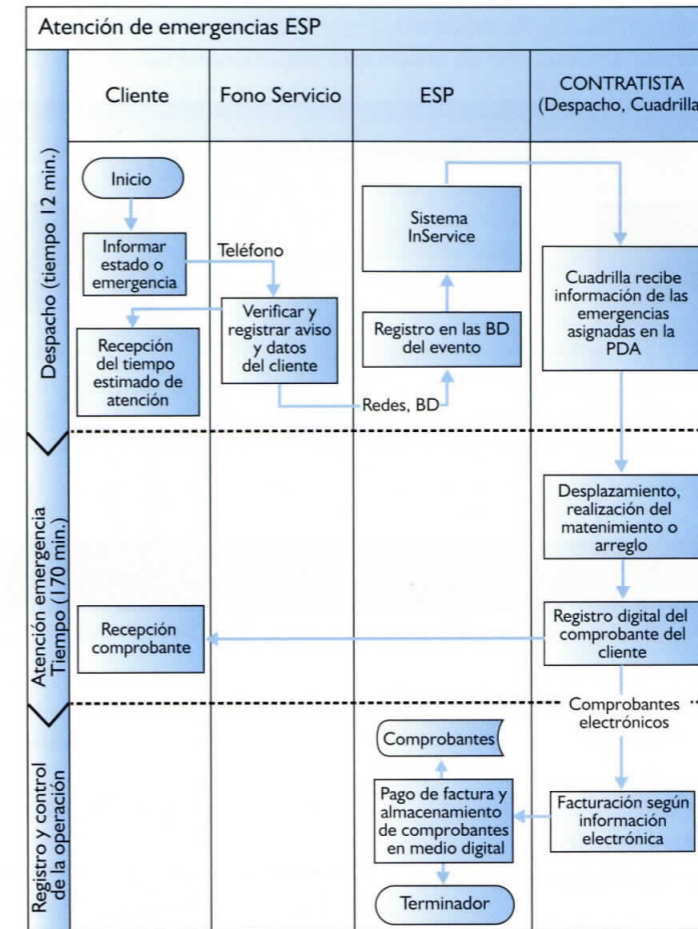 Atención de emergencias ESP
Cliente
Fono Servicio
ESP
CONTRATISTA
(Despacho, Cuadrilla)
Despacho (tiempo 12 min.)
Inicio
Informar
estado o
emergencia
Teléfono
Verificar y
registrar aviso
y datos
del cliente
Recepción
del tiempo
estimado de
atención
Redes, BD
Sistema
InService
Registro en las BD
del evento
Cuadrilla recibe
información de las
emergencias
asignadas en la
PDA
Atención emergencia
Tiempo (170 min.)
Desplazamiento,
realización del
matenimiento o
arreglo
Registro digital del
comprobante del
cliente
Recepción
comprobante
Comprobantes
electrónicos
Registro y control
de la operación
Comprobantes
Pago de factura y
almacenamiento
de comprobantes
en medio digital
Facturación según
información
electrónica
Terminador